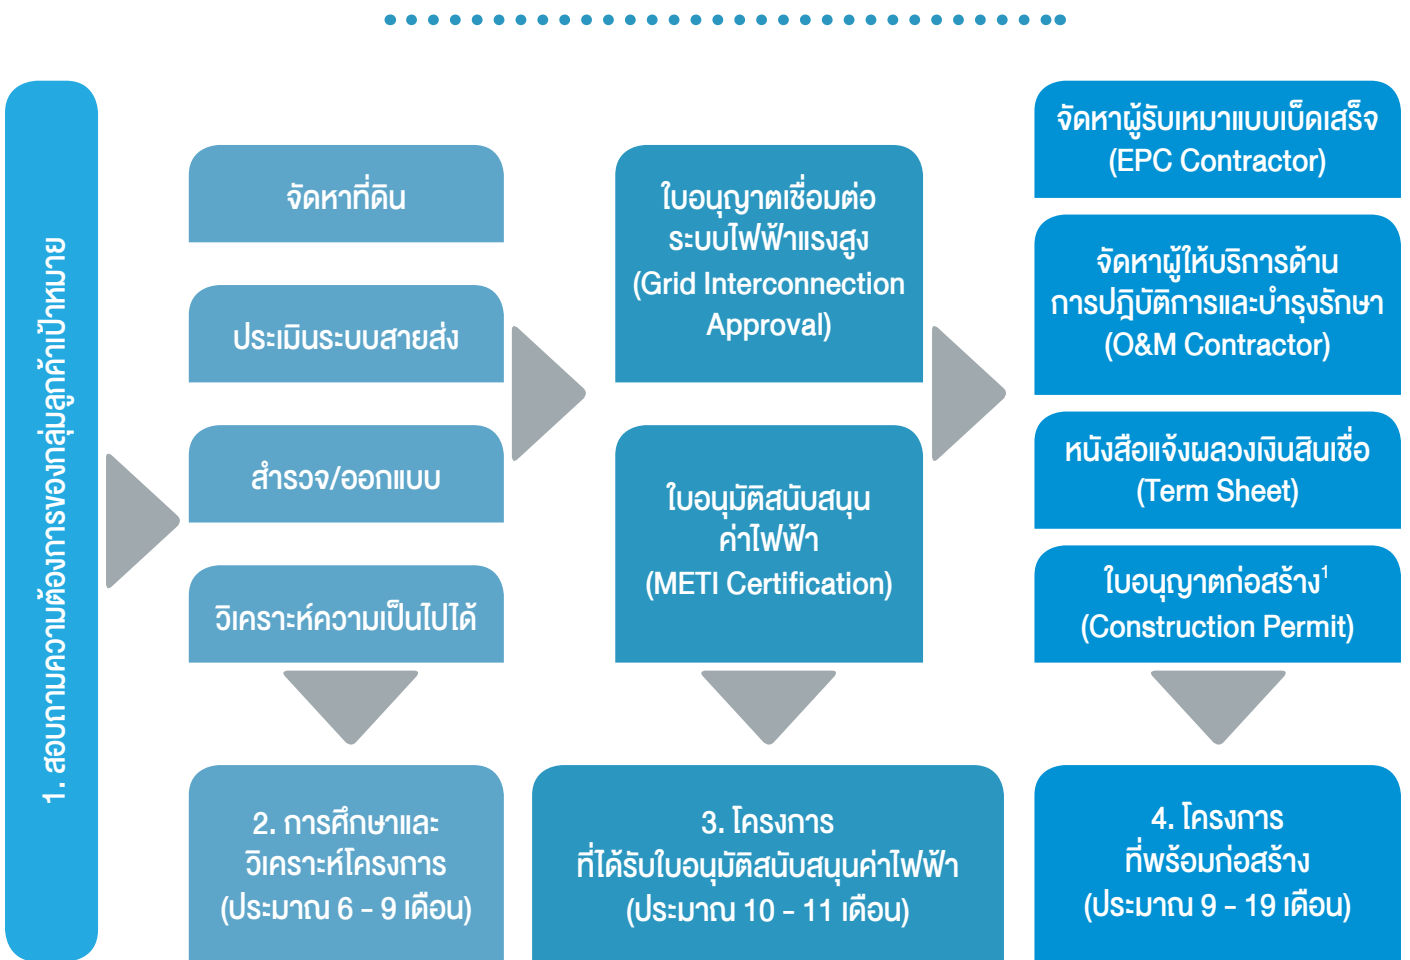 1. สอบถามความต้องการของกลุ่มลูกค้าเป้าหมาย
จัดหาที่ดิน
ประเมินระบบสายส่ง
สำรวจ/ออกแบบ
วิเคราะห์ความเป็นไปได้
2. การศึกษาและ
วิเคราะห์โครงการ
(ประมาณ 6 - 9 เดือน)
ใบอนุญาตเชื่อมต่อ
ระบบไฟฟ้าแรงสูง
(Grid Interconnection
Approval)
ใบอนุมัติสนับสนุน
ค่าไฟฟ้า
(METI Certification)
3. โครงการ
ที่ได้รับใบอนุมัติสนับสนุนค่าไฟฟ้า
(ประมาณ 10 - 11 เดือน)
จัดหาผู้รับเหมาแบบเบ็ดเสร็จ
(EPC Contractor)
จัดหาผู้ให้บริการด้าน
การปฎิบัติการและบำรุงรักษา
(O&M Contractor)
หนังสือแจ้งผลวงเงินสินเชื่อ
(Term Sheet)
ใบอนุญาตก่อสร้าง¹
(Construction Permit)
4. โครงการ
ที่พร้อมก่อสร้าง
(ประมาณ 9 - 19 เดือน)